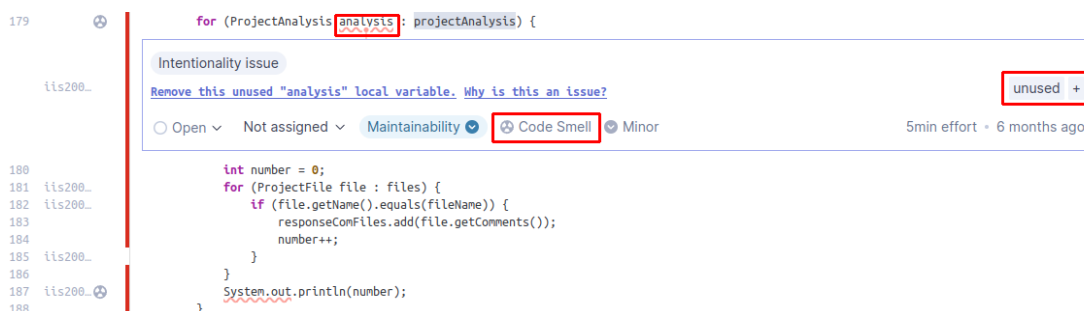 179 for (ProjectAnalysis analysis : projectAnalysis) {
Intentionality issue
iis200…
Remove this unused "analysis" local variable. Why is this an issue?
unused +
Open Not assigned Maintainability Code Smell Minor 5min effort • 6 months ago
180 int number = 0;
181 iis200… for (ProjectFile file : files) {
182 iis200… if (file.getName().equals(fileName)) {
183 responseComFiles.add(file.getComments());
184 number++;
185 iis200… }
186 }
187 iis200… System.out.println(number);
188 }